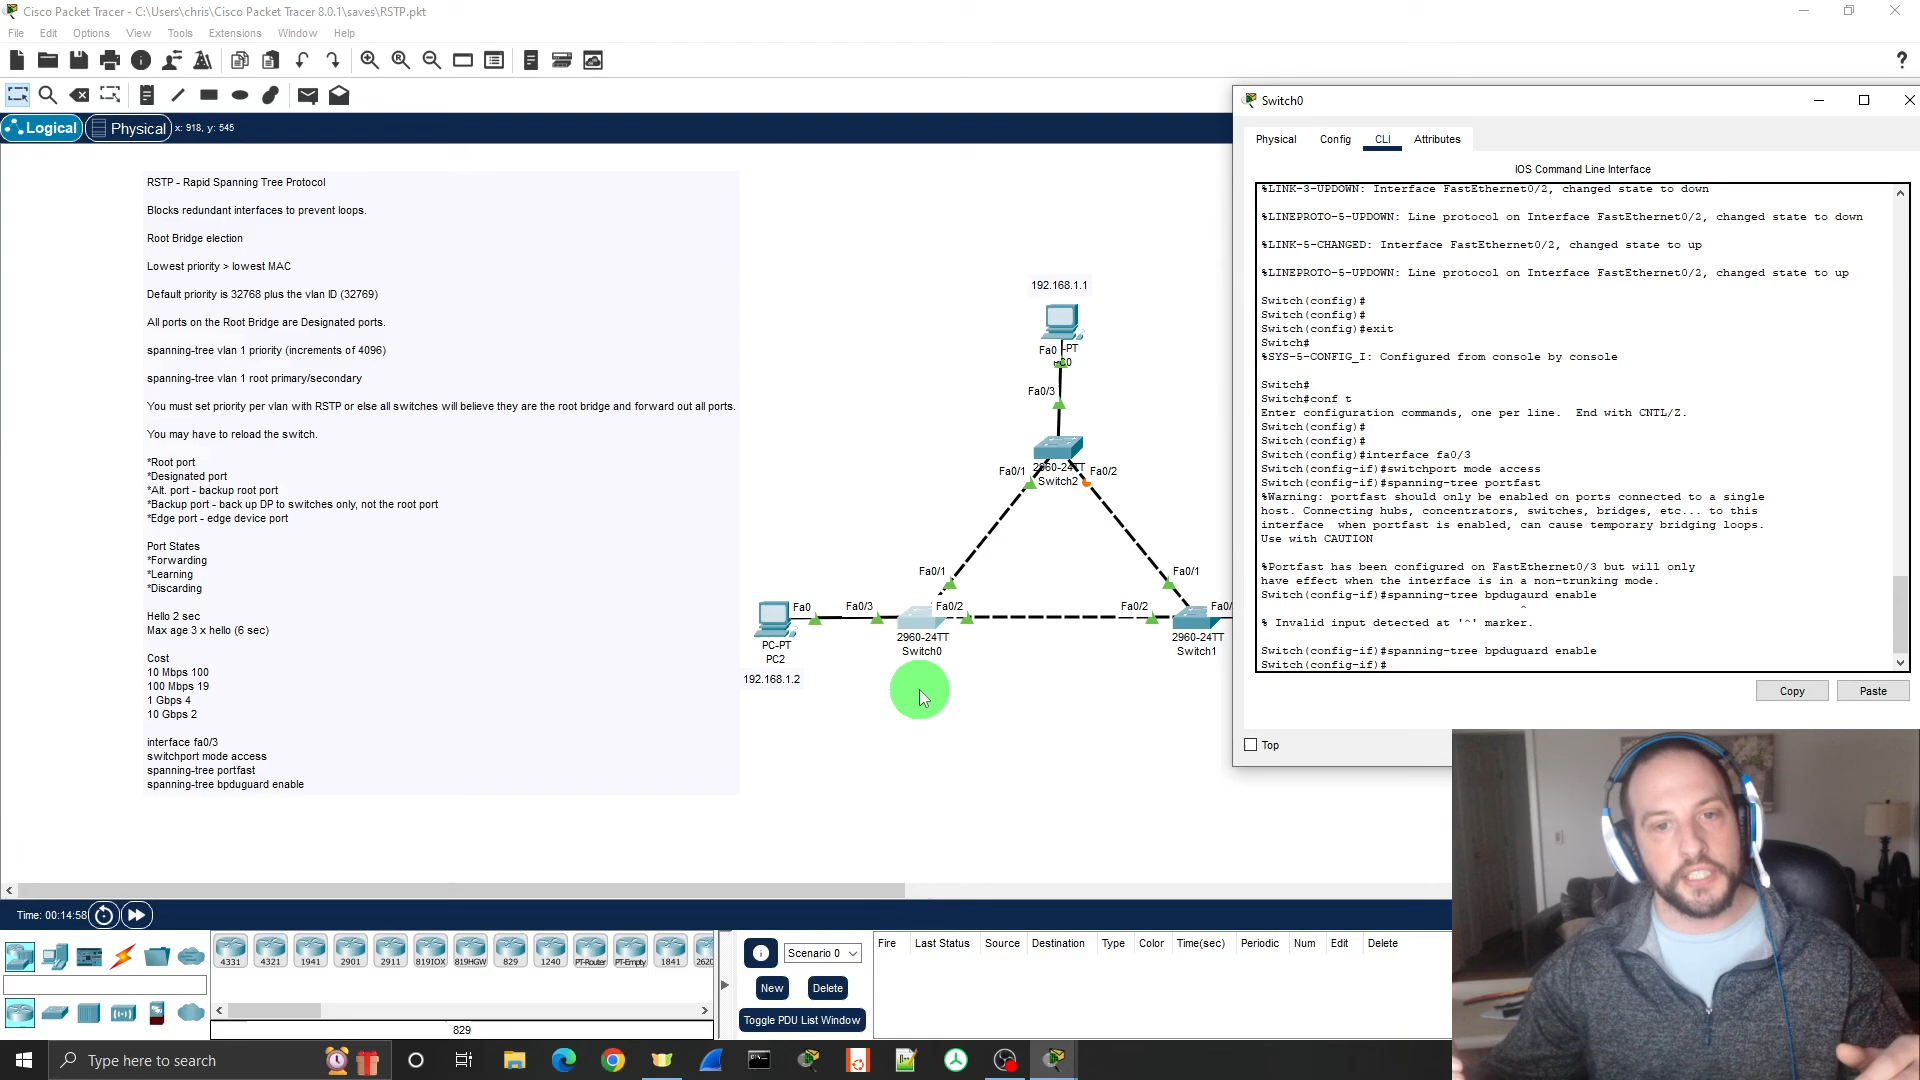 Cisco Packet Tracer - C:\Users\chris\Cisco Packet Tracer 8.0.1\saves\RSTP.pkt
File Edit Options View Tools Extensions Window Help
Logical Physical x: 918, y: 545
RSTP - Rapid Spanning Tree Protocol
Blocks redundant interfaces to prevent loops.
Root Bridge election
Lowest priority > lowest MAC
Default priority is 32768 plus the vlan ID (32769)
All ports on the Root Bridge are Designated ports.
spanning-tree vlan 1 priority (increments of 4096)
spanning-tree vlan 1 root primary/secondary
You must set priority per vlan with RSTP or else all switches will believe they are the root bridge and forward out all ports.
You may have to reload the switch.
*Root port
*Designated port
*Alt. port - backup root port
*Backup port - back up DP to switches only, not the root port
*Edge port - edge device port
Port States
*Forwarding
*Learning
*Discarding
Hello 2 sec
Max age 3 x hello (6 sec)
Cost
10 Mbps 100
100 Mbps 19
1 Gbps 4
10 Gbps 2
interface fa0/3
switchport mode access
spanning-tree portfast
spanning-tree bpduguard enable
192.168.1.1
Fa0 -PT
Fa0/3
Fa0/1 2960-24TT Fa0/2
Switch2
Fa0/1
Fa0/1
Fa0 Fa0/3 Fa0/2 Fa0/2
PC-PT
PC2
2960-24TT
Switch0
2960-24TT
Switch1
192.168.1.2
Switch0
Physical Config CLI Attributes
IOS Command Line Interface
%LINK-3-UPDOWN: Interface FastEthernet0/2, changed state to down
%LINEPROTO-5-UPDOWN: Line protocol on Interface FastEthernet0/2, changed state to down
%LINK-5-CHANGED: Interface FastEthernet0/2, changed state to up
%LINEPROTO-5-UPDOWN: Line protocol on Interface FastEthernet0/2, changed state to up
Switch(config)#
Switch(config)#
Switch(config)#exit
Switch#
%SYS-5-CONFIG_I: Configured from console by console
Switch#
Switch#conf t
Enter configuration commands, one per line. End with CNTL/Z.
Switch(config)#
Switch(config)#
Switch(config)#interface fa0/3
Switch(config-if)#switchport mode access
Switch(config-if)#spanning-tree portfast
%Warning: portfast should only be enabled on ports connected to a single
host. Connecting hubs, concentrators, switches, bridges, etc... to this
interface when portfast is enabled, can cause temporary bridging loops.
Use with CAUTION
%Portfast has been configured on FastEthernet0/3 but will only
have effect when the interface is in a non-trunking mode.
Switch(config-if)#spanning-tree bpdugaurd enable
^
% Invalid input detected at '^' marker.
Switch(config-if)#spanning-tree bpduguard enable
Switch(config-if)#
Copy Paste
Top
Time: 00:14:58
4331 4321 1941 2901 2911 819IOX 819HGW 829 1240 PT-Router PT-Empty 1841 2620
829
Scenario 0
New Delete
Toggle PDU List Window
Fire Last Status Source Destination Type Color Time(sec) Periodic Num Edit Delete
Type here to search